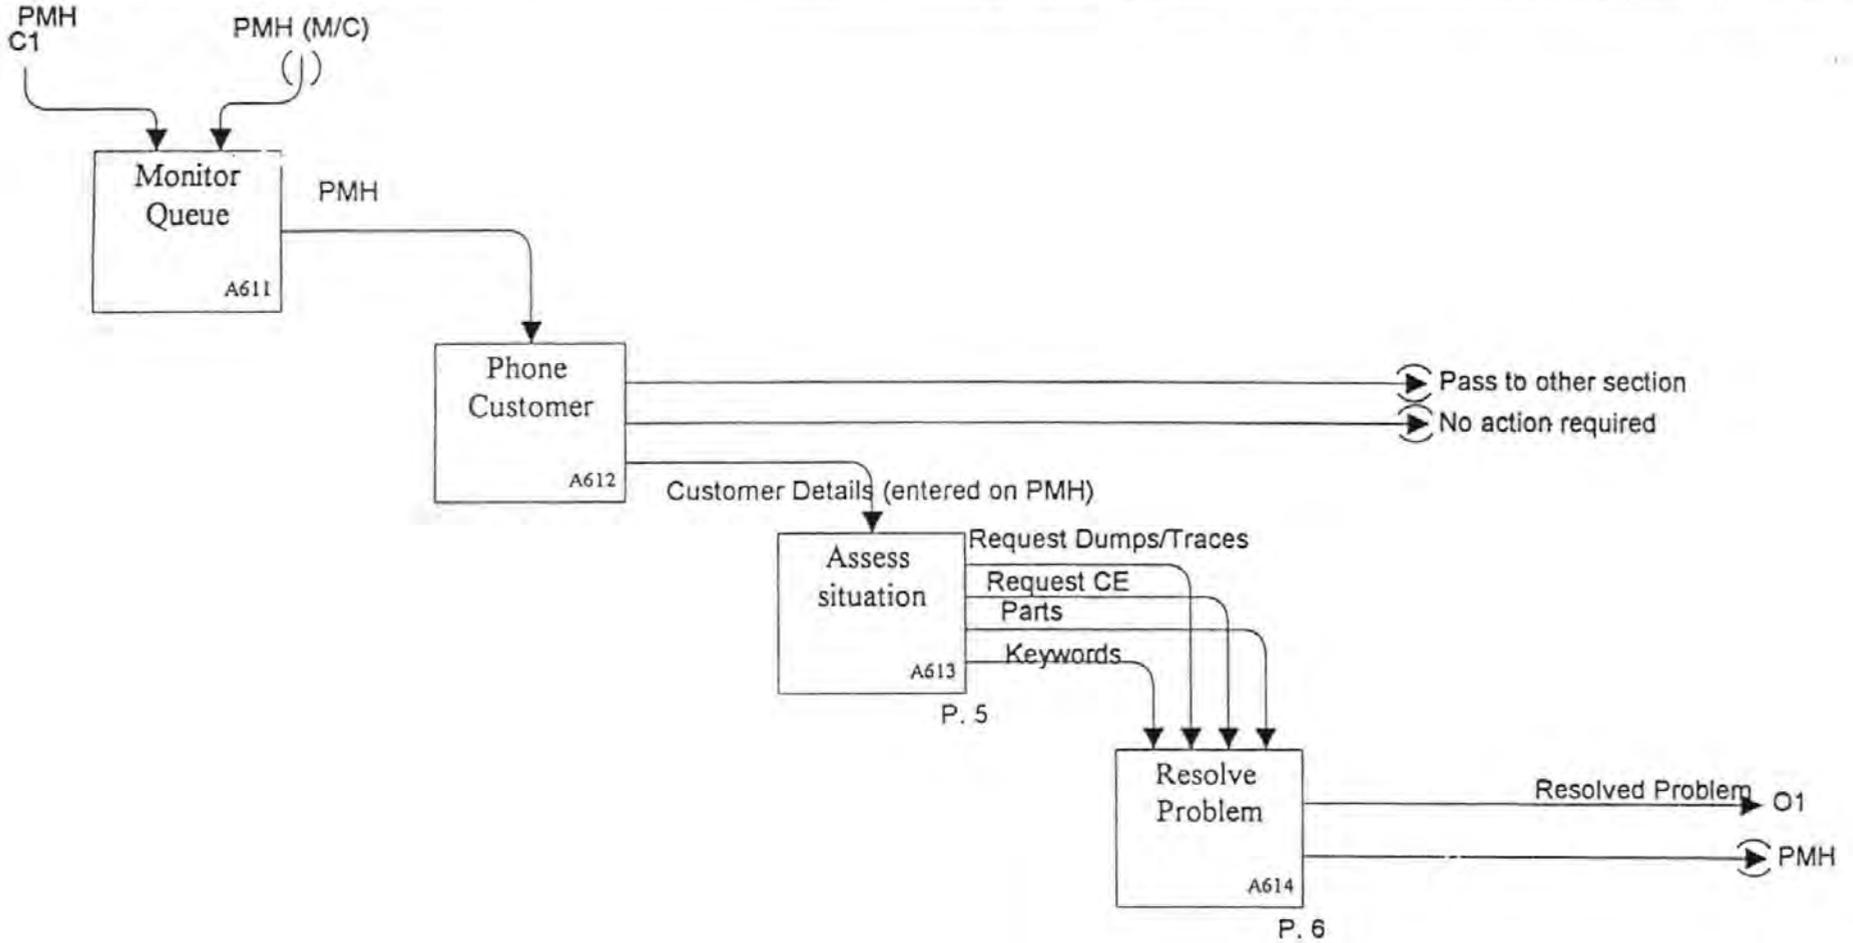 PMH
C1
PMH (M/C)
Monitor
Queue
A611
PMH
Phone
Customer
A612
Pass to other section
No action required
Customer Details (entered on PMH)
Assess
situation
A613
P. 5
Request Dumps/Traces
Request CE
Parts
Keywords
Resolve
Problem
A614
P. 6
Resolved Problem
O1
PMH